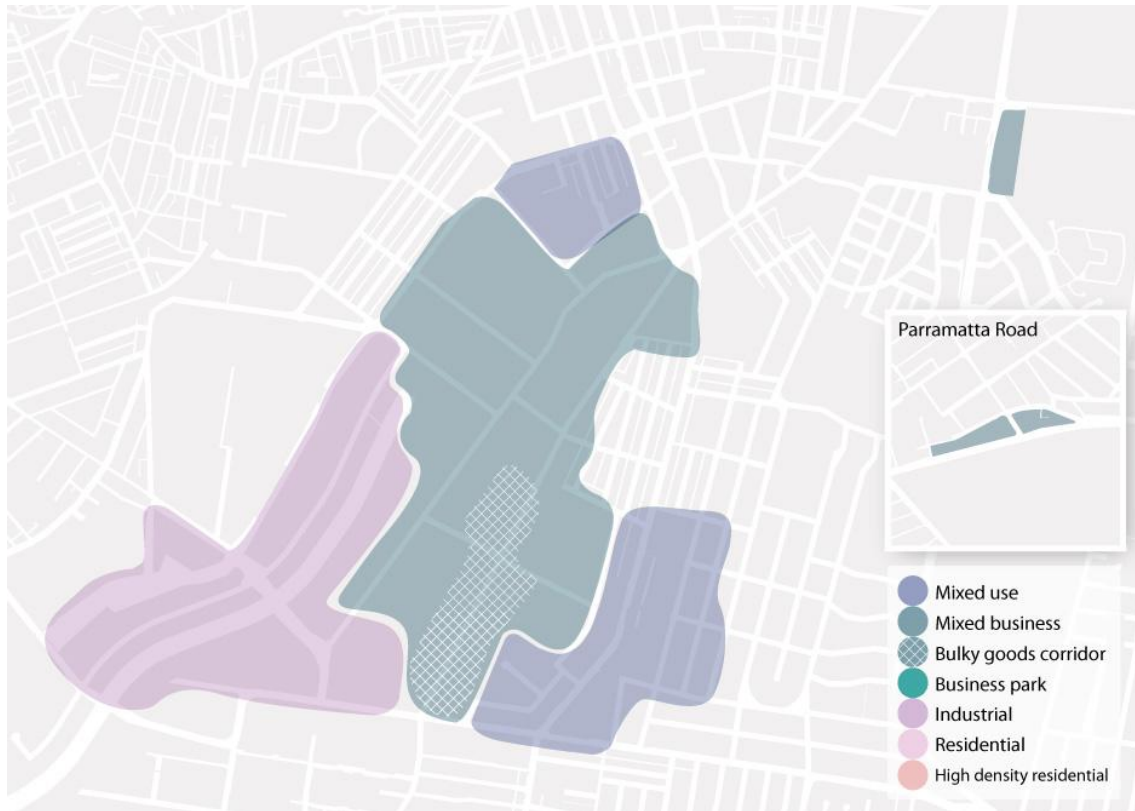 Parramatta Road
Mixed use
Mixed business
Bulky goods corridor
Business park
Industrial
Residential
High density residential